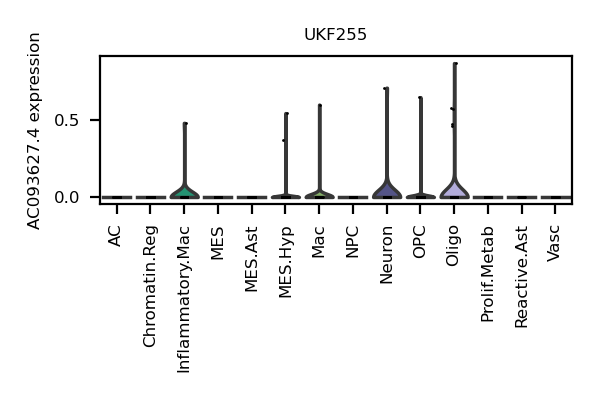 UKF255
AC093627.4 expression
0.5
0.0
AC
Chromatin.Reg
Inflammatory.Mac
MES
MES.Ast
MES.Hyp
Mac
NPC
Neuron
OPC
Oligo
Prolif.Metab
Reactive.Ast
Vasc